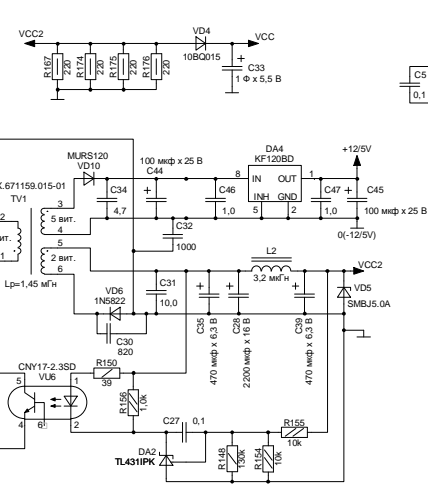 VCC2
VD4
VCC
10BQ015
R167
220
R174
220
R175
220
R176
220
+
C33
1 Ф x 5,5 В
C5
0,1
MURS120
VD10
100 мкф x 25 В
C44
DA4
KF120BD
+12/5V
.671159.015-01
TV1
3
5 вит.
4
5
2 вит.
6
2
вит.
1
Lp=1,45 мГн
C34
4,7
+
C46
1,0
8
IN
OUT
1
INH
GND
5
2
C47
1,0
+
C45
100 мкф x 25 В
0(-12/5V)
C32
1000
L2
3,2 мкГн
VCC2
VD6
1N5822
C31
10,0
C30
820
+
C35
470 мкф x 6,3 В
+
C28
2200 мкф x 16 В
+
C39
470 мкф x 6,3 В
VD5
SMBJ5.0A
CNY17-2.3SD
VU6
5
1
4
6
2
R150
39
R156
1,0k
C27
0,1
DA2
TL431IPK
R148
130k
R154
10k
R155
10k